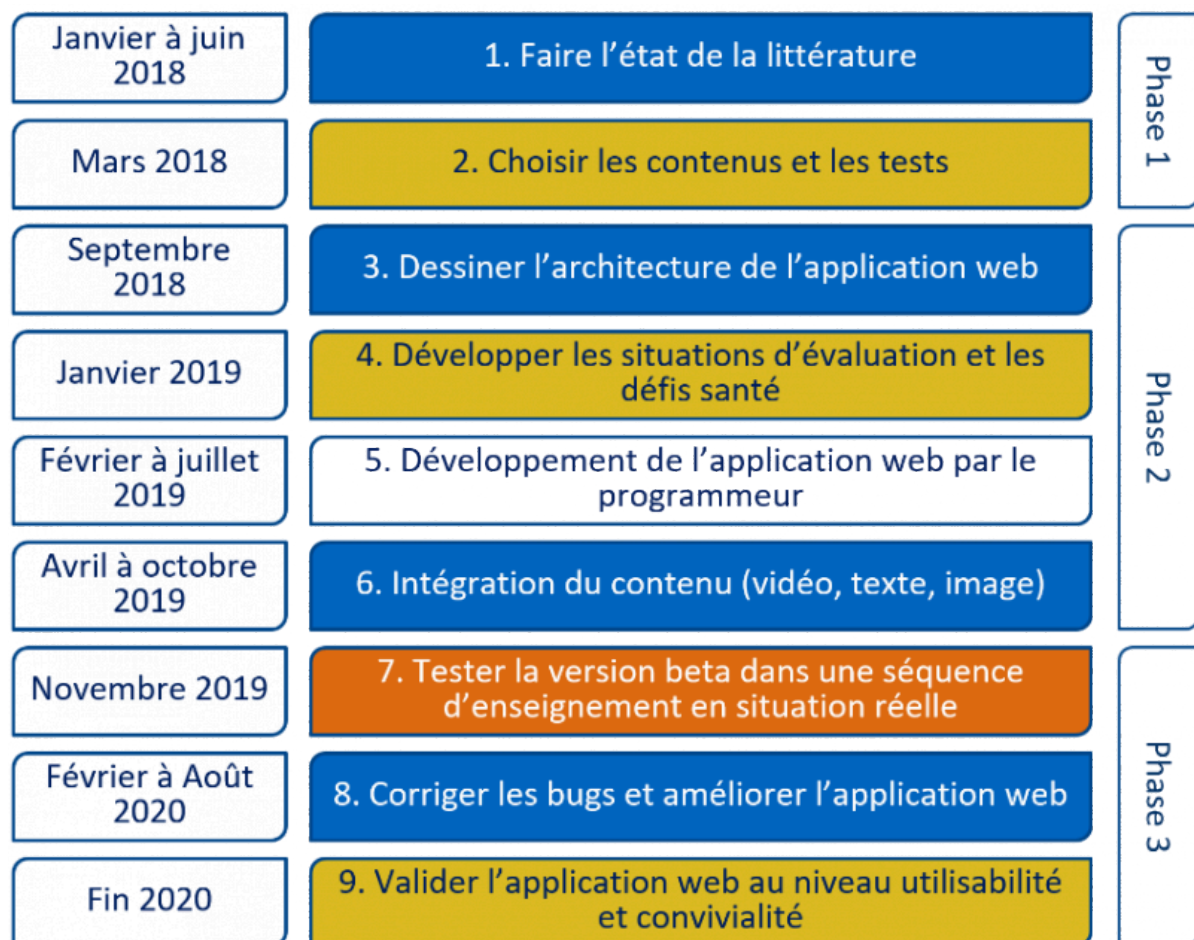 Janvier à juin
2018
1. Faire l’état de la littérature
Phase 1
Mars 2018
2. Choisir les contenus et les tests
Septembre
2018
3. Dessiner l’architecture de l’application web
Phase 2
Janvier 2019
4. Développer les situations d’évaluation et les
défis santé
Février à juillet
2019
5. Développement de l’application web par le
programmeur
Avril à octobre
2019
6. Intégration du contenu (vidéo, texte, image)
Novembre 2019
7. Tester la version beta dans une séquence
d’enseignement en situation réelle
Phase 3
Février à Août
2020
8. Corriger les bugs et améliorer l’application web
Fin 2020
9. Valider l’application web au niveau utilisabilité
et convivialité